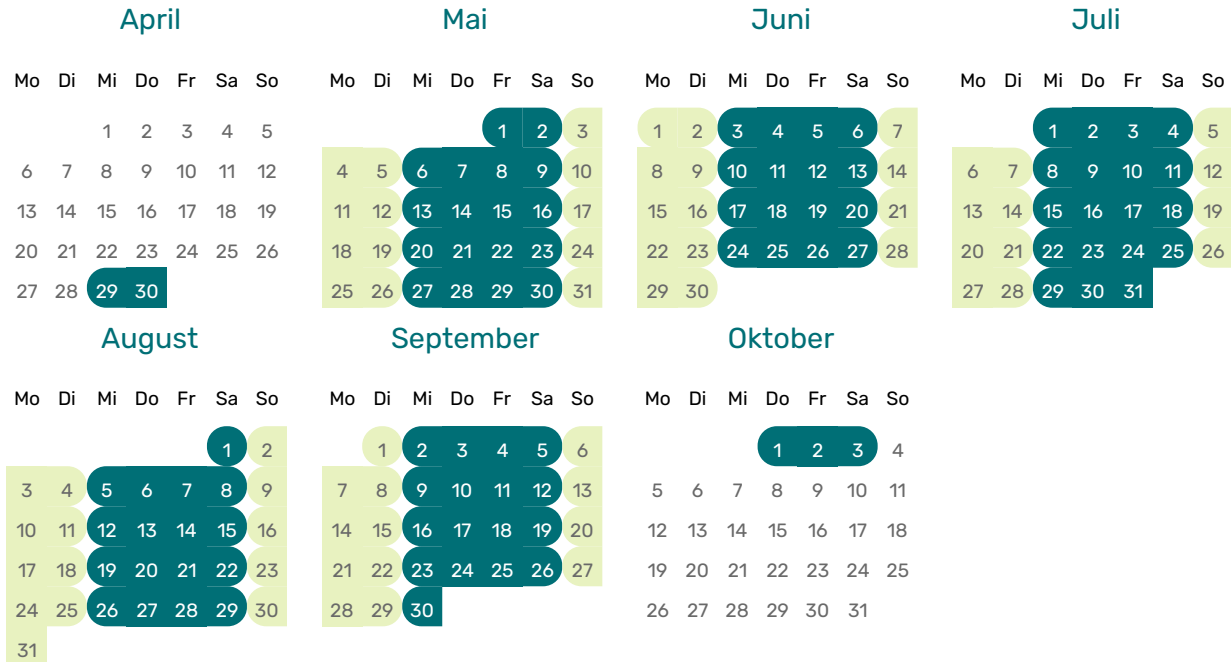 April Mai Juni Juli
Mo Di Mi Do Fr Sa So Mo Di Mi Do Fr Sa So Mo Di Mi Do Fr Sa So Mo Di Mi Do Fr Sa So
1 2 3 4 5 1 2 3 1 2 3 4 5 6 7 1 2 3 4 5
6 7 8 9 10 11 12 4 5 6 7 8 9 10 8 9 10 11 12 13 14 6 7 8 9 10 11 12
13 14 15 16 17 18 19 11 12 13 14 15 16 17 15 16 17 18 19 20 21 13 14 15 16 17 18 19
20 21 22 23 24 25 26 18 19 20 21 22 23 24 22 23 24 25 26 27 28 20 21 22 23 24 25 26
27 28 29 30 25 26 27 28 29 30 31 29 30 27 28 29 30 31
August September Oktober
Mo Di Mi Do Fr Sa So Mo Di Mi Do Fr Sa So Mo Di Mi Do Fr Sa So
1 2 1 2 3 4 5 6 1 2 3 4
3 4 5 6 7 8 9 7 8 9 10 11 12 13 5 6 7 8 9 10 11
10 11 12 13 14 15 16 14 15 16 17 18 19 20 12 13 14 15 16 17 18
17 18 19 20 21 22 23 21 22 23 24 25 26 27 19 20 21 22 23 24 25
24 25 26 27 28 29 30 28 29 30 26 27 28 29 30 31
31